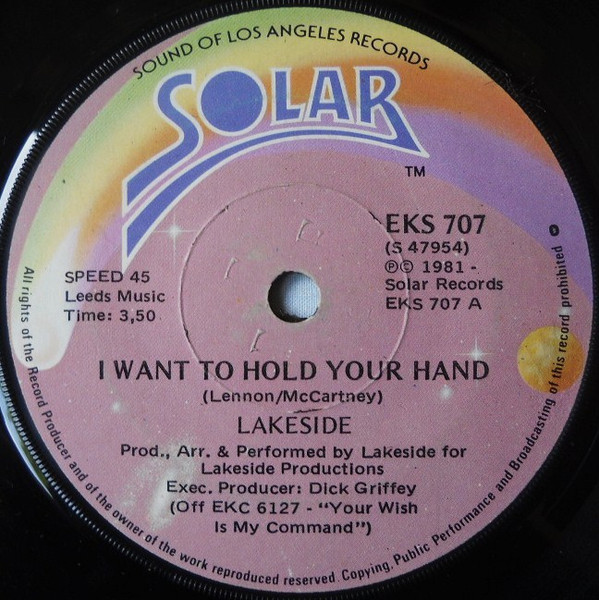 SOUND OF LOS ANGELES RECORDS
SOLAR
TM
EKS 707
(S 47954)
℗© 1981 -
Solar Records
EKS 707 A
SPEED 45
Leeds Music
Time: 3,50
I WANT TO HOLD YOUR HAND
(Lennon/McCartney)
LAKESIDE
Prod., Arr. & Performed by Lakeside for
Lakeside Productions
Exec. Producer: Dick Griffey
(Off EKC 6127 - “Your Wish
Is My Command”)
All rights of the Record Producer and of the owner of the work reproduced reserved. Copying, Public Performance and Broadcasting of this record prohibited